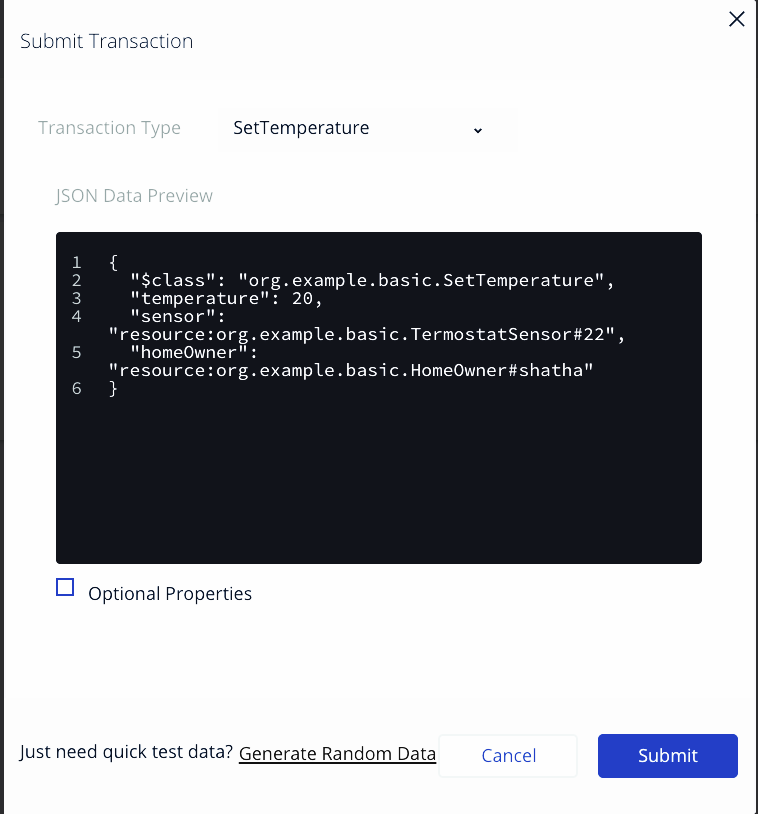 Submit Transaction
Transaction Type SetTemperature
JSON Data Preview
1 {
2 "$class": "org.example.basic.SetTemperature",
3 "temperature": 20,
4 "sensor":
"resource:org.example.basic.TermostatSensor#22",
5 "homeOwner":
"resource:org.example.basic.HomeOwner#shatha"
6 }
Optional Properties
Just need quick test data? Generate Random Data Cancel Submit